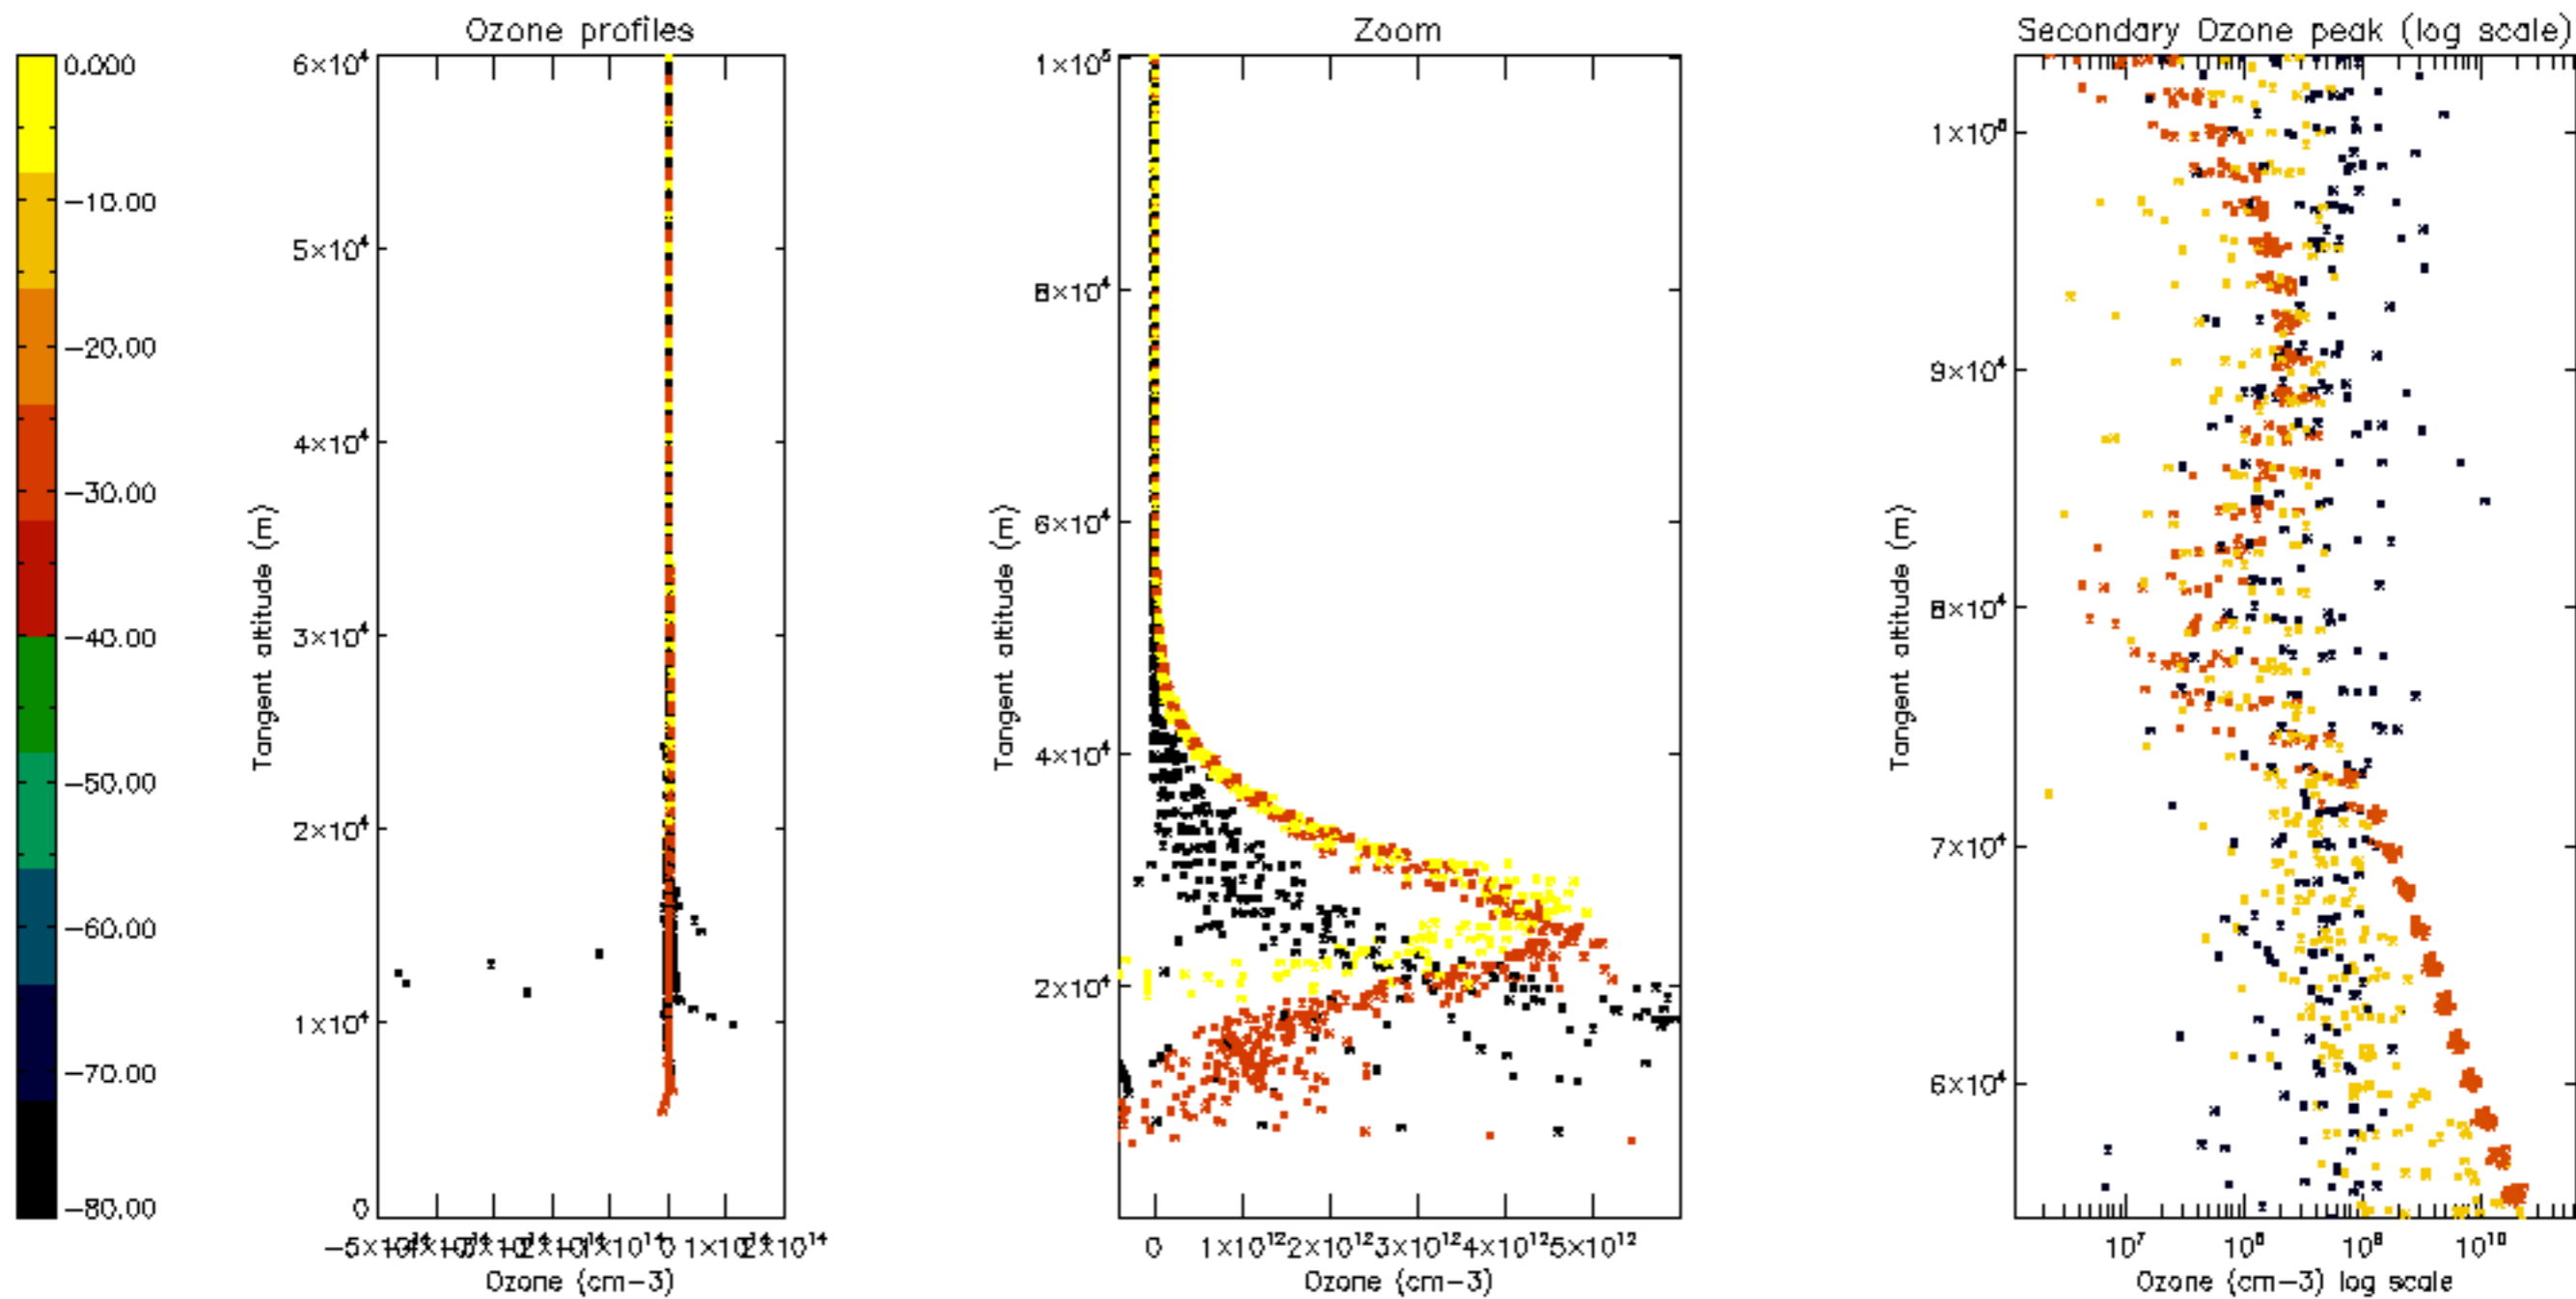 Ozone profiles
Zoom
Secondary Ozone peak (log scale)
0.000
-10.00
-20.00
-30.00
-40.00
-50.00
-60.00
-70.00
-80.00
6×10⁴
5×10⁴
4×10⁴
3×10⁴
2×10⁴
1×10⁴
0
Tangent altitude (m)
0 1×10¹⁴ 2×10¹⁴
Ozone (cm-3)
1×10⁵
8×10⁴
6×10⁴
4×10⁴
2×10⁴
Tangent altitude (m)
0 1×10¹² 2×10¹² 3×10¹² 4×10¹² 5×10¹²
Ozone (cm-3)
9×10⁴
8×10⁴
7×10⁴
6×10⁴
Tangent altitude (m)
10⁷ 10⁸ 10⁹ 10¹⁰
Ozone (cm-3) log scale